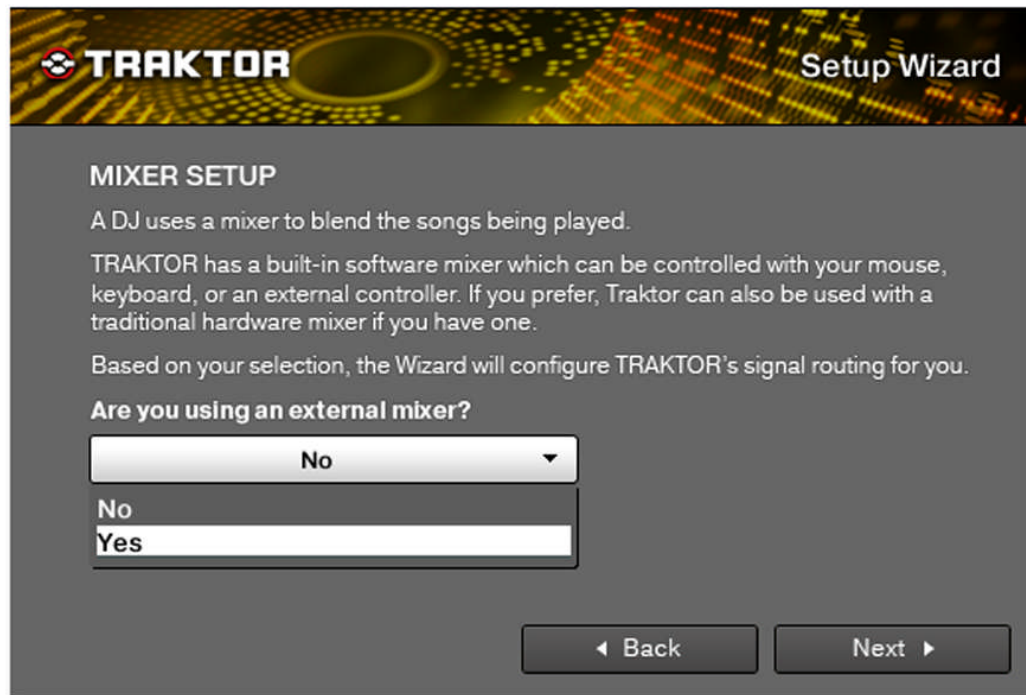 TRAKTOR
Setup Wizard
MIXER SETUP
A DJ uses a mixer to blend the songs being played.
TRAKTOR has a built-in software mixer which can be controlled with your mouse,
keyboard, or an external controller. If you prefer, Traktor can also be used with a
traditional hardware mixer if you have one.
Based on your selection, the Wizard will configure TRAKTOR's signal routing for you.
Are you using an external mixer?
No
No
Yes
Back
Next